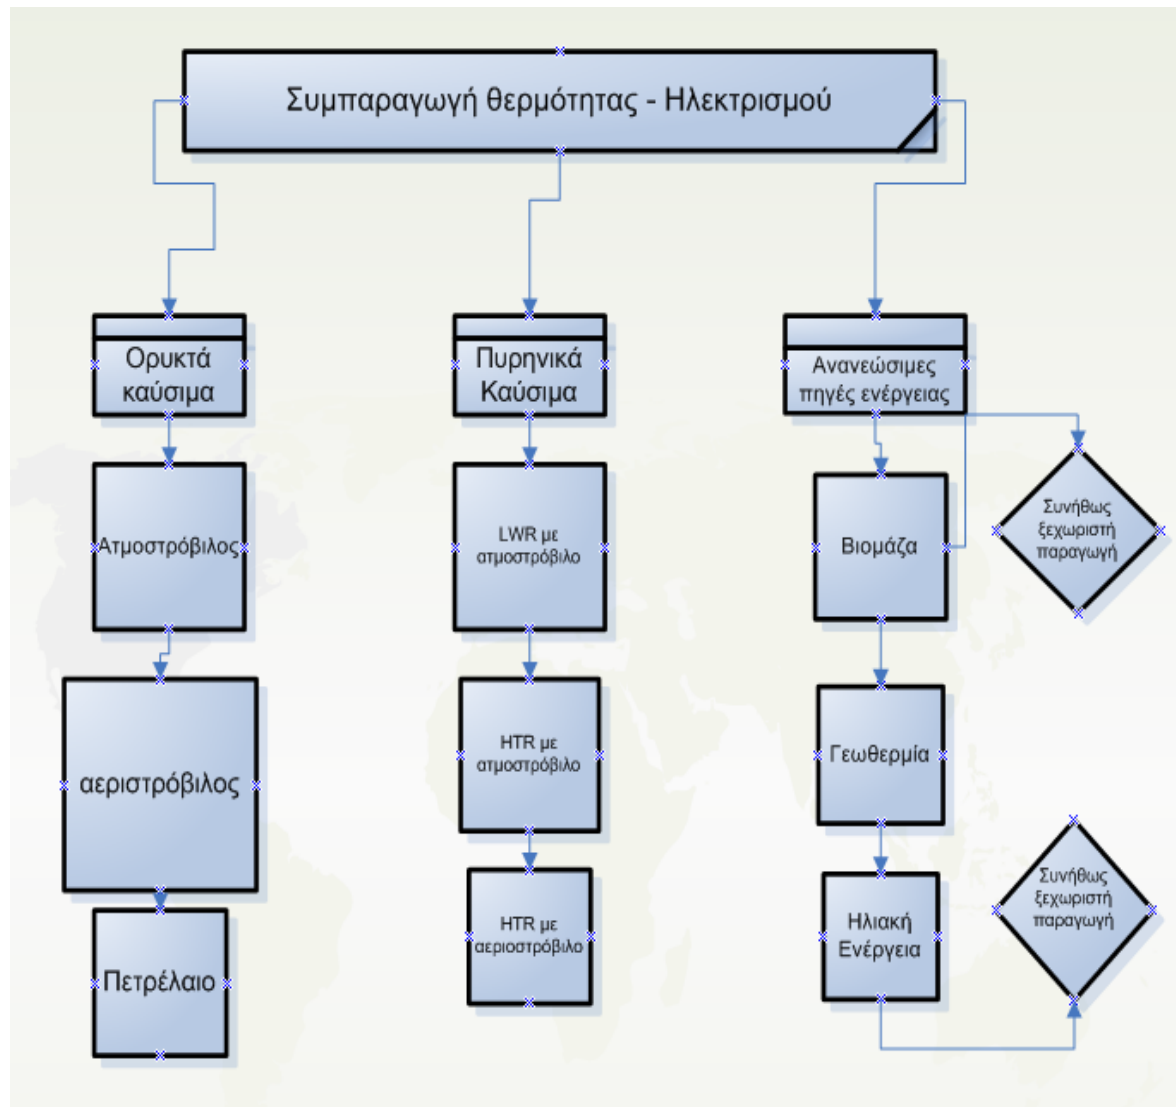 Συμπαραγωγή θερμότητας - Ηλεκτρισμού
Ορυκτά
καύσιμα
Ατμοστρόβιλος
αεριστρόβιλος
Πετρέλαιο
Πυρηνικά
Καύσιμα
LWR με
ατμοστρόβιλο
HTR με
ατμοστρόβιλο
HTR με
αεριοστρόβιλο
Ανανεώσιμες
πηγές ενέργειας
Βιομάζα
Γεωθερμία
Ηλιακή
Ενέργεια
Συνήθως
ξεχωριστή
παραγωγή
Συνήθως
ξεχωριστή
παραγωγή